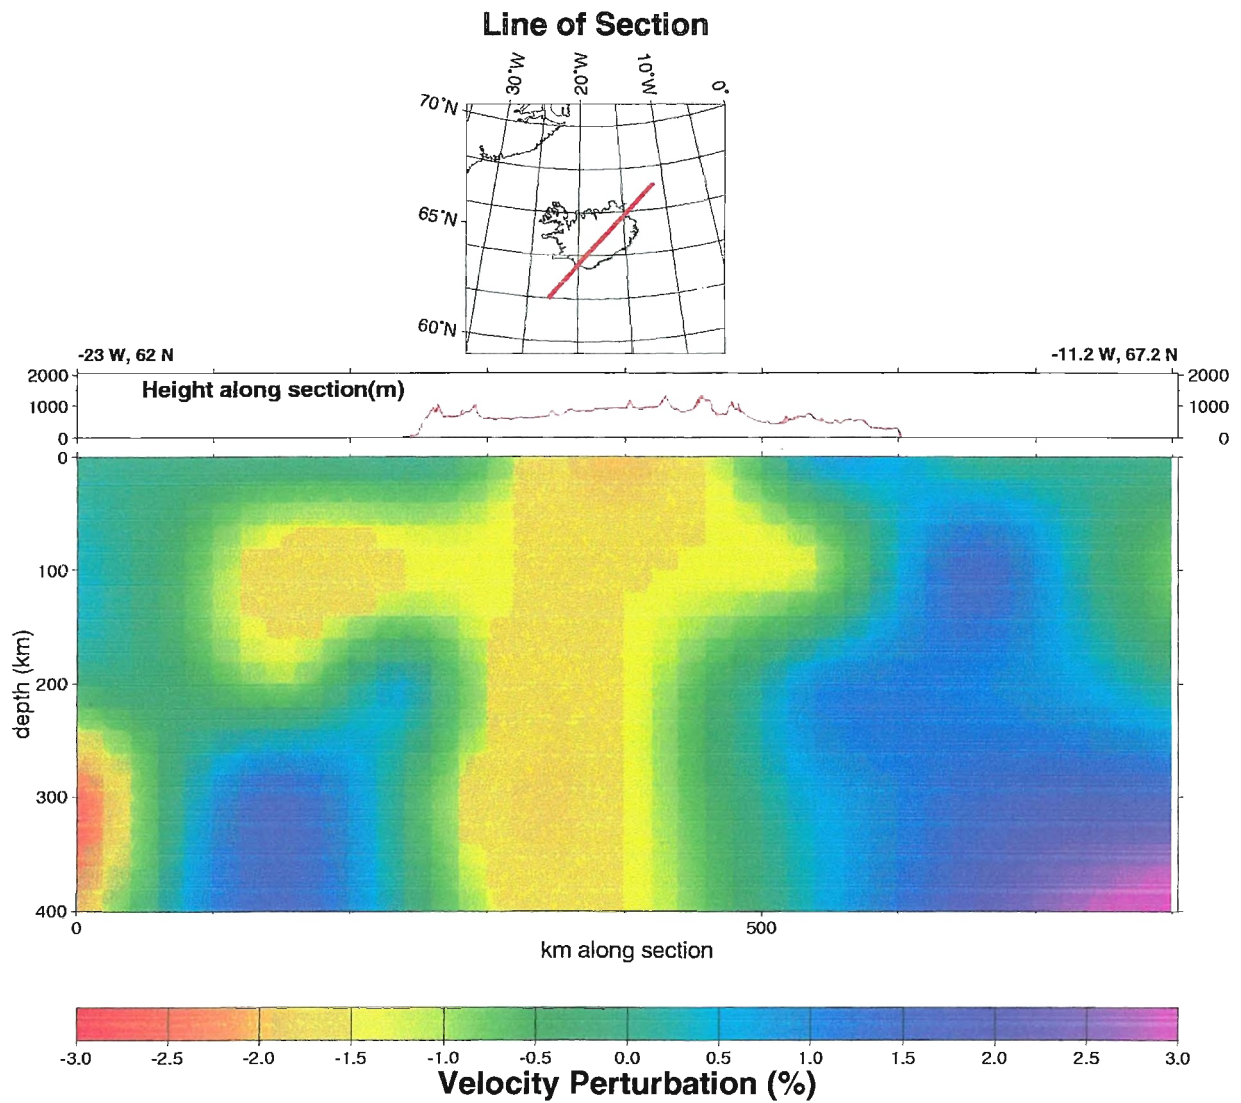 Line of Section
30°W 20°W 10°W 0°
70°N
65°N
60°N
-23 W, 62 N -11.2 W, 67.2 N
2000 Height along section(m) 2000
1000 1000
0 0
0
100
200
300
400
depth (km)
0 500
km along section
-3.0 -2.5 -2.0 -1.5 -1.0 -0.5 0.0 0.5 1.0 1.5 2.0 2.5 3.0
Velocity Perturbation (%)